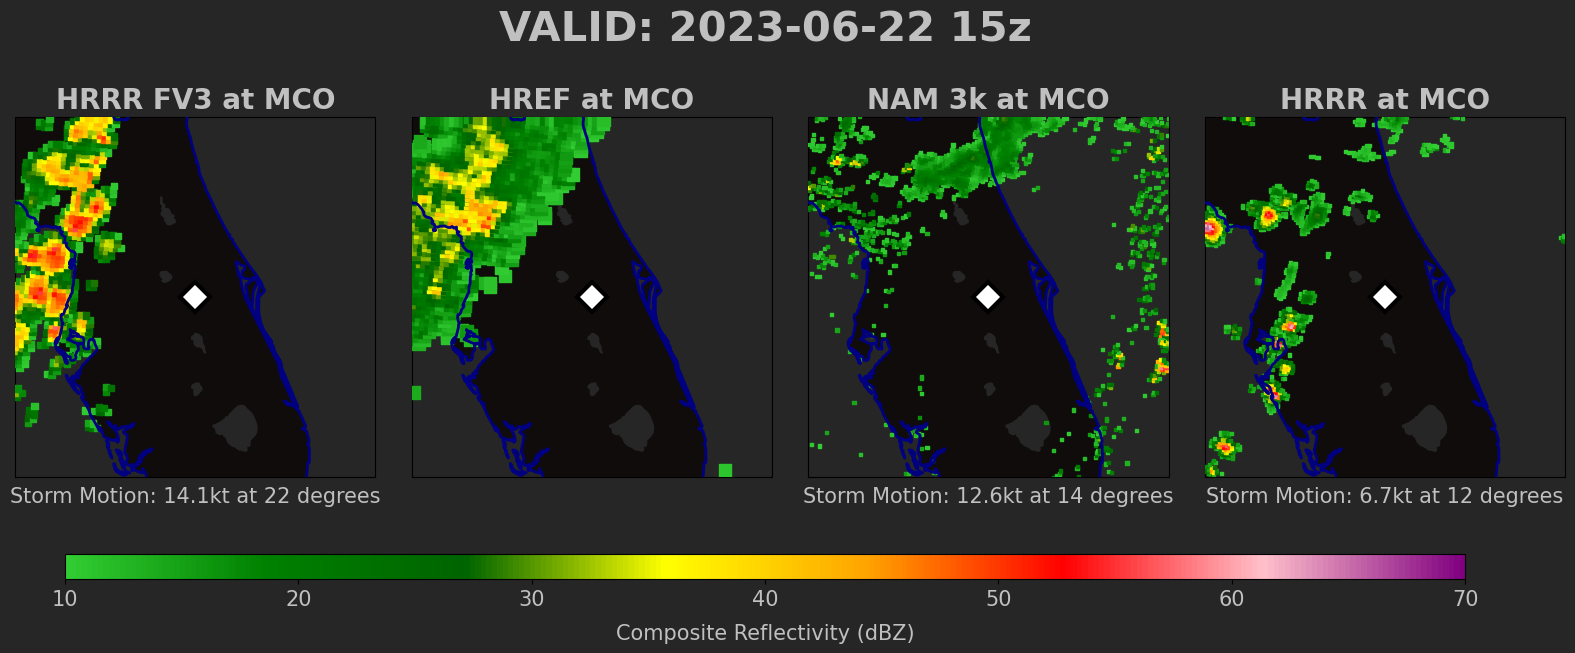 VALID: 2023-06-22 15z
HRRR FV3 at MCO
HREF at MCO
NAM 3k at MCO
HRRR at MCO
Storm Motion: 14.1kt at 22 degrees
Storm Motion: 12.6kt at 14 degrees
Storm Motion: 6.7kt at 12 degrees
10 20 30 40 50 60 70
Composite Reflectivity (dBZ)